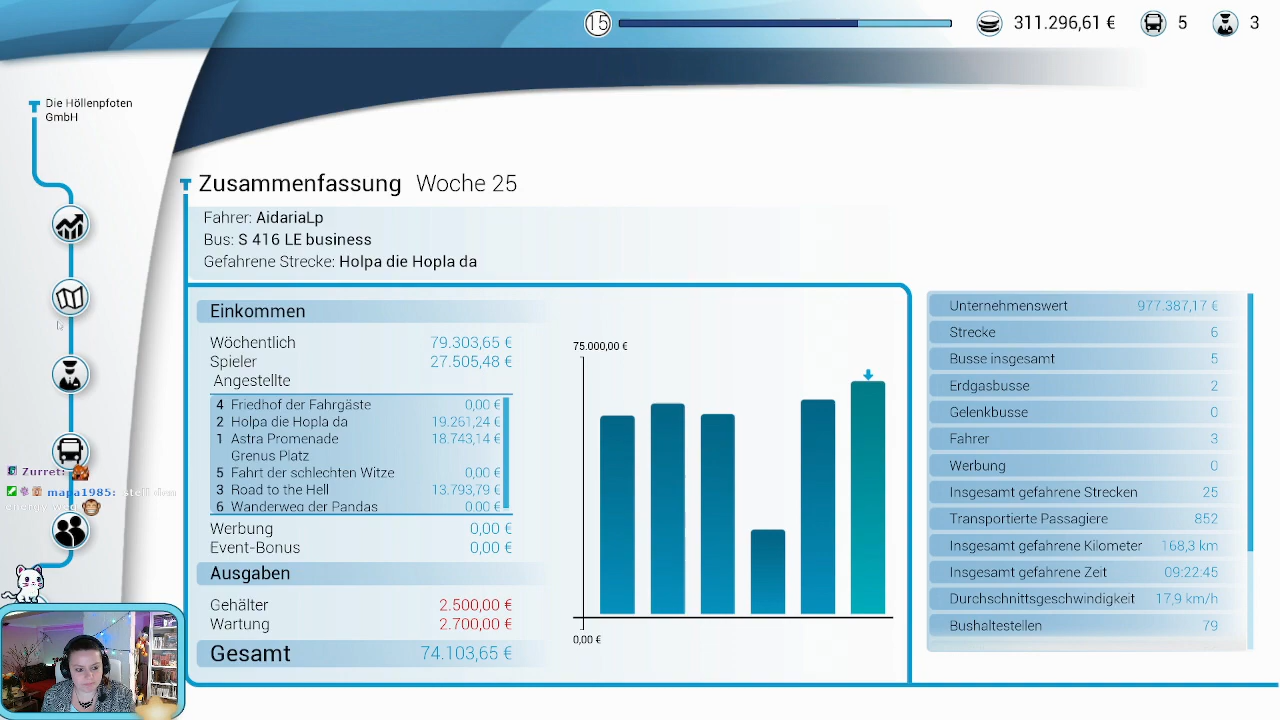 15
311.296,61 €
5
3
Die Höllenpfoten
GmbH
Zusammenfassung Woche 25
Fahrer: AidariaLp
Bus: S 416 LE business
Gefahrene Strecke: Holpa die Hopla da
Einkommen
Wöchentlich 79.303,65 €
Spieler 27.505,48 €
Angestellte
4 Friedhof der Fahrgäste 0,00 €
2 Holpa die Hopla da 19.261,24 €
1 Astra Promenade 18.743,14 €
Grenus Platz
5 Fahrt der schlechten Witze 0,00 €
3 Road to the Hell 13.793,79 €
6 Wanderweg der Pandas 0,00 €
Werbung 0,00 €
Event-Bonus 0,00 €
Ausgaben
Gehälter 2.500,00 €
Wartung 2.700,00 €
Gesamt 74.103,65 €
75.000,00 €
0,00 €
Unternehmenswert 977.387,17 €
Strecke 6
Busse insgesamt 5
Erdgasbusse 2
Gelenkbusse 0
Fahrer 3
Werbung 0
Insgesamt gefahrene Strecken 25
Transportierte Passagiere 852
Insgesamt gefahrene Kilometer 168,3 km
Insgesamt gefahrene Zeit 09:22:45
Durchschnittsgeschwindigkeit 17,9 km/h
Bushaltestellen 79
Zurret:
mapa1985: stell den